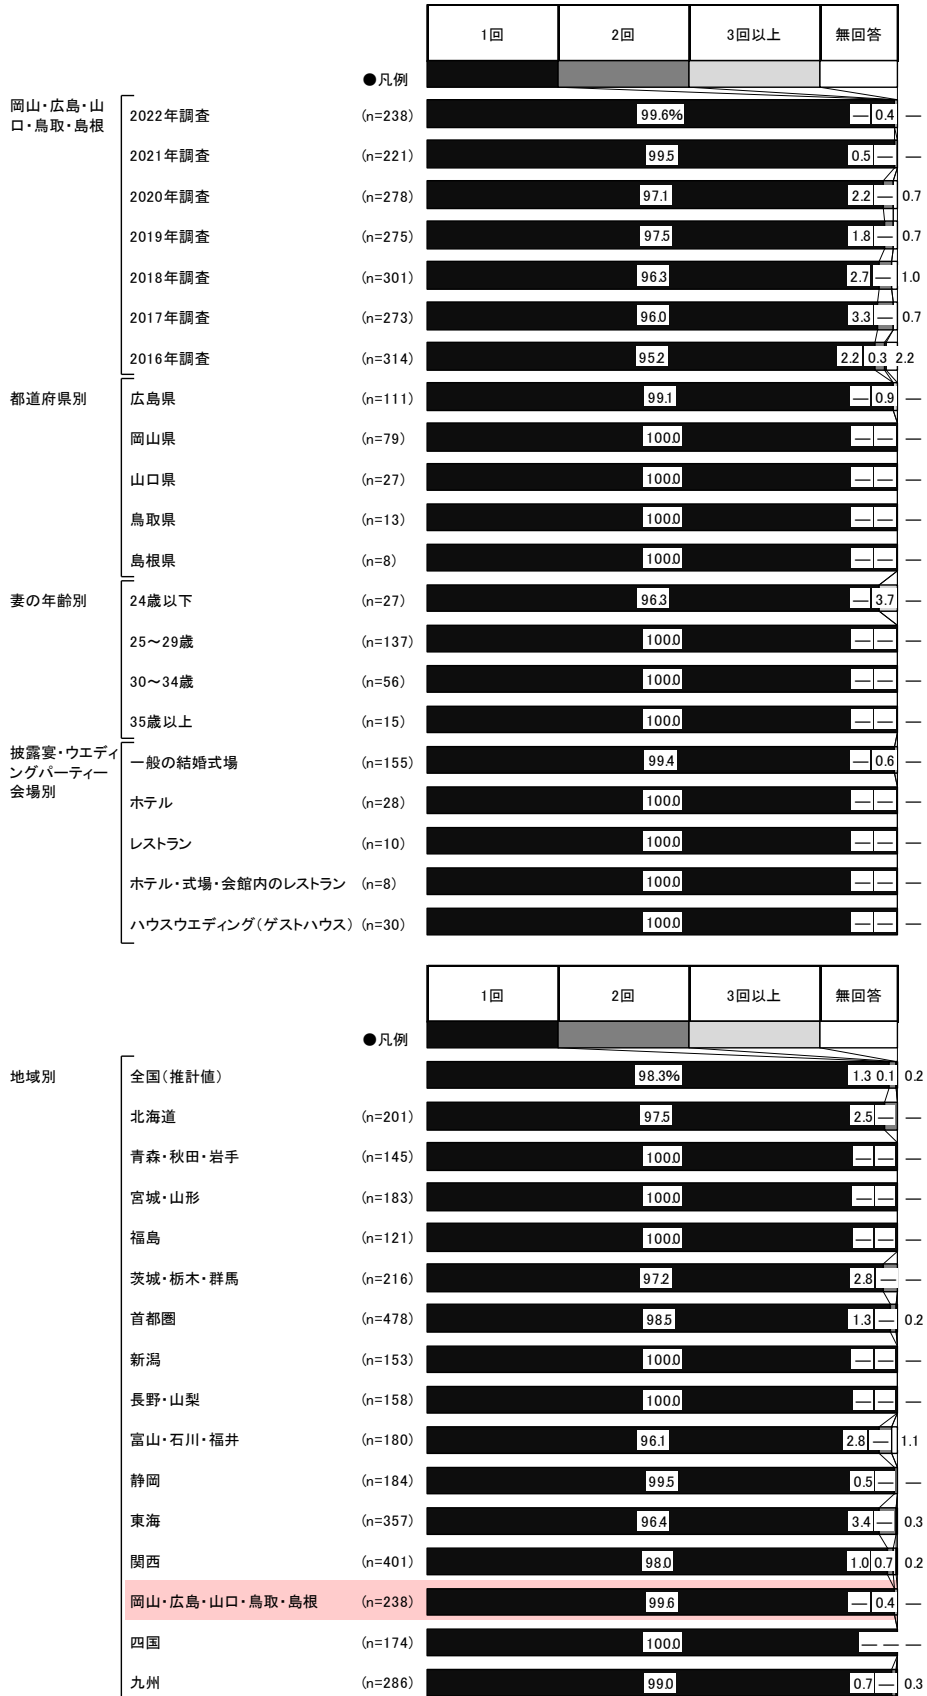 1回 2回 3回以上 無回答
●凡例
岡山・広島・山
口・鳥取・島根
2022年調査 (n=238) 99.6% — 0.4 —
2021年調査 (n=221) 99.5 0.5 — —
2020年調査 (n=278) 97.1 2.2 — 0.7
2019年調査 (n=275) 97.5 1.8 — 0.7
2018年調査 (n=301) 96.3 2.7 — 1.0
2017年調査 (n=273) 96.0 3.3 — 0.7
2016年調査 (n=314) 95.2 2.2 0.3 2.2
都道府県別 広島県 (n=111) 99.1 — 0.9 —
岡山県 (n=79) 100.0 — — —
山口県 (n=27) 100.0 — — —
鳥取県 (n=13) 100.0 — — —
島根県 (n=8) 100.0 — — —
妻の年齢別 24歳以下 (n=27) 96.3 — 3.7 —
25~29歳 (n=137) 100.0 — — —
30~34歳 (n=56) 100.0 — — —
35歳以上 (n=15) 100.0 — — —
披露宴・ウエディ
ングパーティー
会場別
一般の結婚式場 (n=155) 99.4 — 0.6 —
ホテル (n=28) 100.0 — — —
レストラン (n=10) 100.0 — — —
ホテル・式場・会館内のレストラン (n=8) 100.0 — — —
ハウスウエディング(ゲストハウス) (n=30) 100.0 — — —
1回 2回 3回以上 無回答
●凡例
地域別 全国(推計値) 98.3% 1.3 0.1 0.2
北海道 (n=201) 97.5 2.5 — —
青森・秋田・岩手 (n=145) 100.0 — — —
宮城・山形 (n=183) 100.0 — — —
福島 (n=121) 100.0 — — —
茨城・栃木・群馬 (n=216) 97.2 2.8 — —
首都圏 (n=478) 98.5 1.3 — 0.2
新潟 (n=153) 100.0 — — —
長野・山梨 (n=158) 100.0 — — —
富山・石川・福井 (n=180) 96.1 2.8 — 1.1
静岡 (n=184) 99.5 0.5 — —
東海 (n=357) 96.4 3.4 — 0.3
関西 (n=401) 98.0 1.0 0.7 0.2
岡山・広島・山口・鳥取・島根 (n=238) 99.6 — 0.4 —
四国 (n=174) 100.0 — — —
九州 (n=286) 99.0 0.7 — 0.3